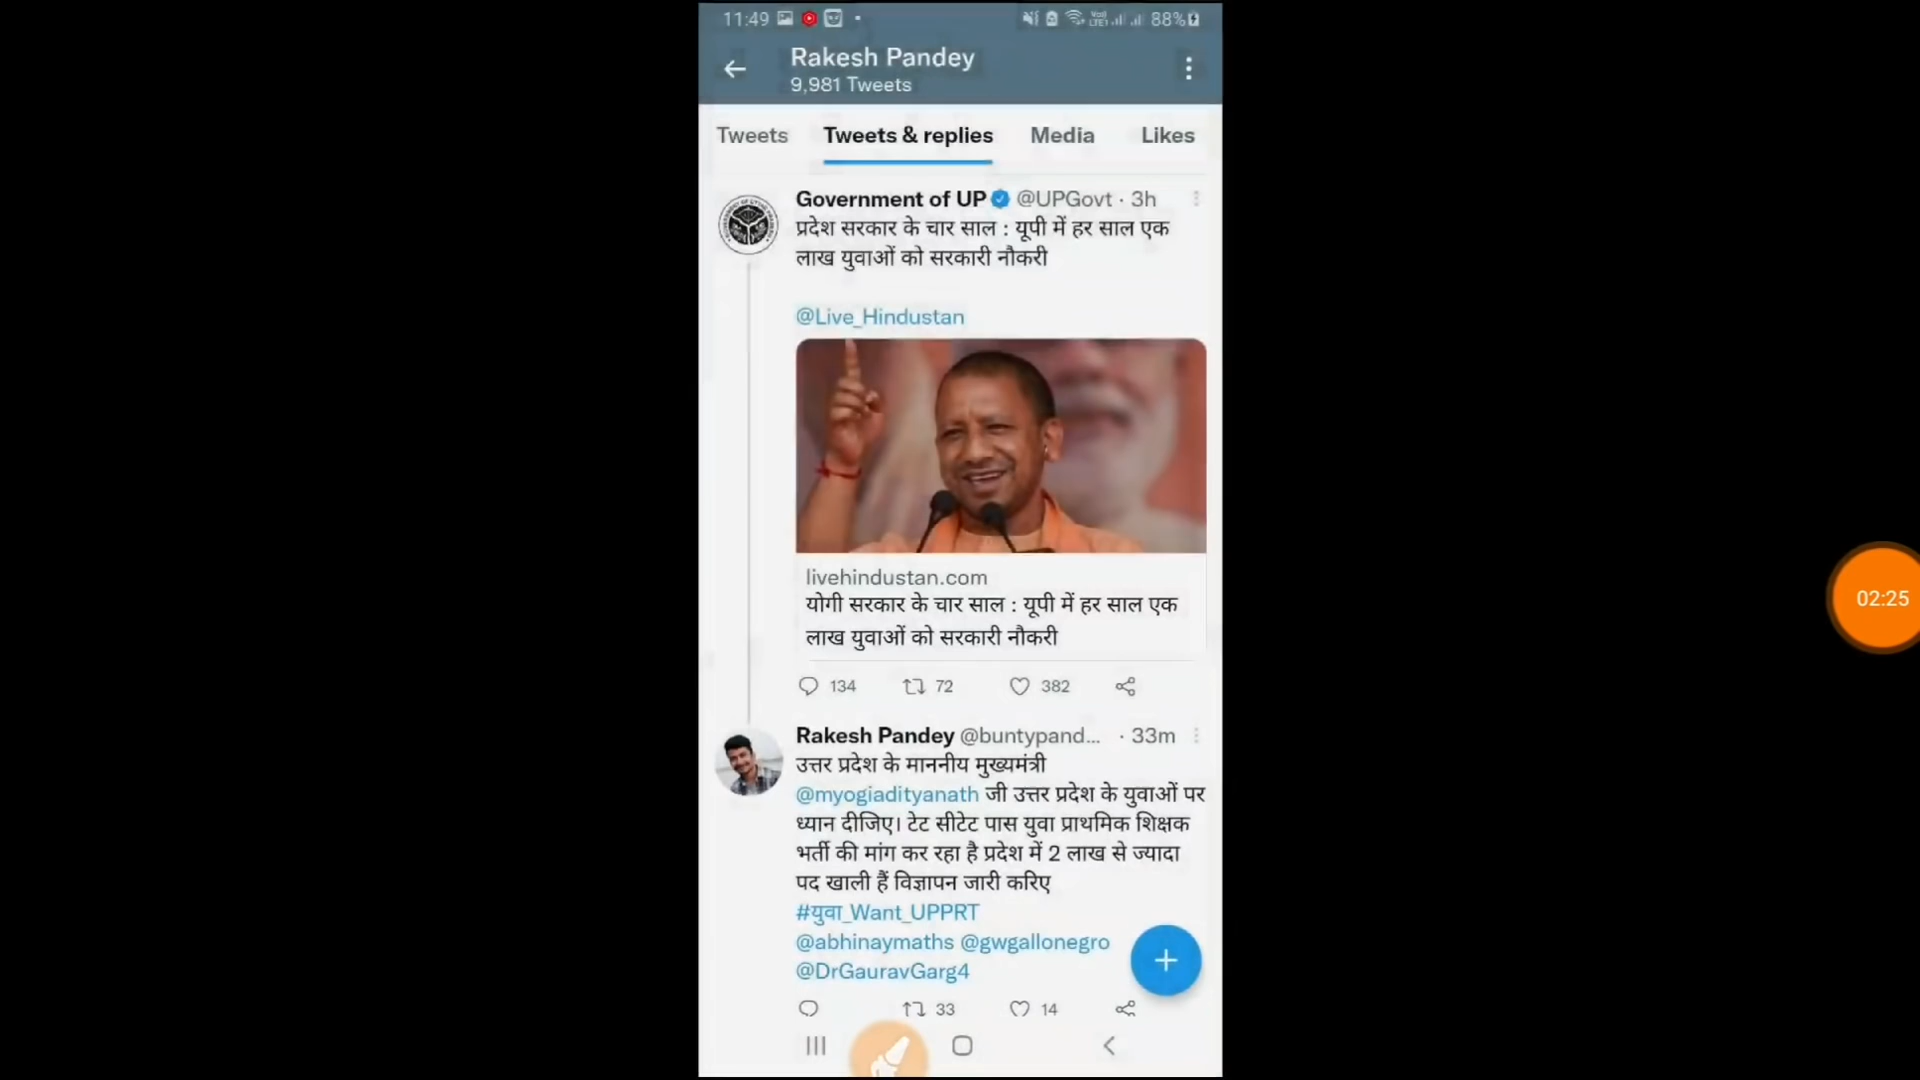 11:49
88%
Rakesh Pandey
9,981 Tweets
Tweets
Tweets & replies
Media
Likes
Government of UP @UPGovt · 3h
प्रदेश सरकार के चार साल : यूपी में हर साल एक
लाख युवाओं को सरकारी नौकरी
@Live_Hindustan
livehindustan.com
योगी सरकार के चार साल : यूपी में हर साल एक
लाख युवाओं को सरकारी नौकरी
134
72
382
Rakesh Pandey @buntypand... · 33m
उत्तर प्रदेश के माननीय मुख्यमंत्री
@myogiadityanath जी उत्तर प्रदेश के युवाओं पर
ध्यान दीजिए। टेट सीटेट पास युवा प्राथमिक शिक्षक
भर्ती की मांग कर रहा है प्रदेश में 2 लाख से ज्यादा
पद खाली हैं विज्ञापन जारी करिए
#युवा_Want_UPPRT
@abhinaymaths @gwgallonegro
@DrGauravGarg4
33
14
02:25